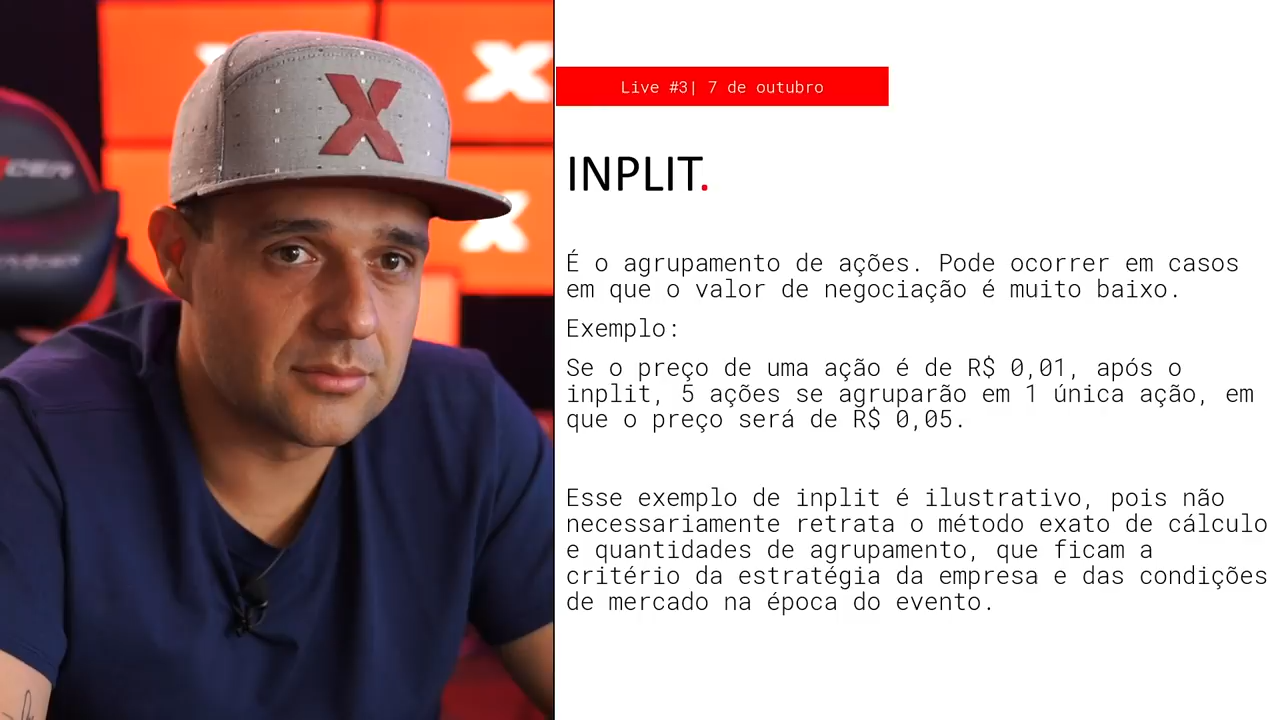 X
CER
Live #3| 7 de outubro
INPLIT.
É o agrupamento de ações. Pode ocorrer em casos
em que o valor de negociação é muito baixo.
Exemplo:
Se o preço de uma ação é de R$ 0,01, após o
inplit, 5 ações se agruparão em 1 única ação, em
que o preço será de R$ 0,05.
Esse exemplo de inplit é ilustrativo, pois não
necessariamente retrata o método exato de cálculo
e quantidades de agrupamento, que ficam a
critério da estratégia da empresa e das condições
de mercado na época do evento.